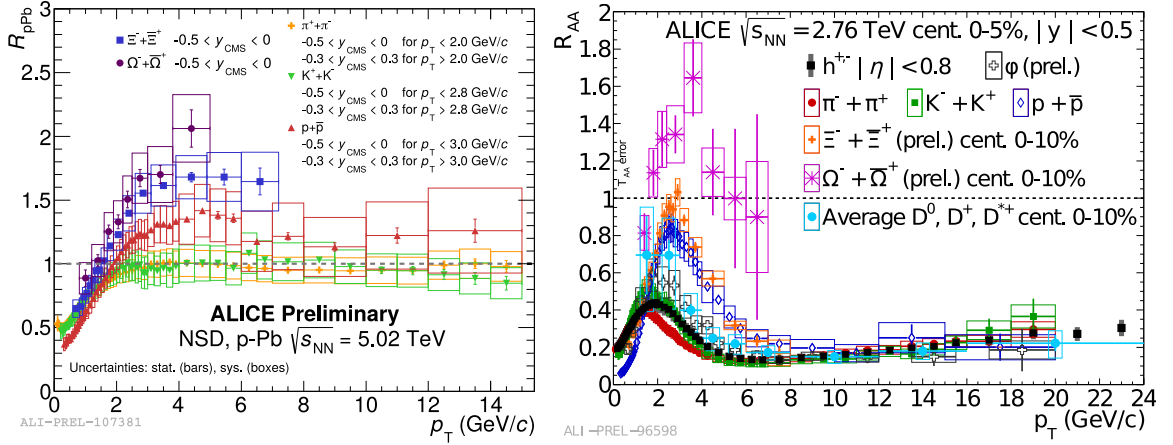 R_pPb
3
2.5
2
1.5
1
0.5
0
Ξ⁻+Ξ̅⁺ -0.5 < y_CMS < 0
Ω⁻+Ω̅⁺ -0.5 < y_CMS < 0
π⁺+π⁻
-0.5 < y_CMS < 0 for p_T < 2.0 GeV/c
-0.3 < y_CMS < 0.3 for p_T > 2.0 GeV/c
K⁺+K⁻
-0.5 < y_CMS < 0 for p_T < 2.8 GeV/c
-0.3 < y_CMS < 0.3 for p_T > 2.8 GeV/c
p+p̅
-0.5 < y_CMS < 0 for p_T < 3.0 GeV/c
-0.3 < y_CMS < 0.3 for p_T > 3.0 GeV/c
ALICE Preliminary
NSD, p-Pb √s_NN = 5.02 TeV
Uncertainties: stat. (bars), sys. (boxes)
0 2 4 6 8 10 12 14
p_T (GeV/c)
ALI-PREL-107381
R_AA
2
1.8
1.6
1.4
1.2
1
0.8
0.6
0.4
0.2
0
ALICE √s_NN = 2.76 TeV cent. 0-5%, | y | <0.5
h⁺,⁻ | η | <0.8 φ (prel.)
π⁻ + π⁺ K⁻ + K⁺ p + p̅
Ξ⁻ + Ξ̅⁺ (prel.) cent. 0-10%
Ω⁻ + Ω̅⁺ (prel.) cent. 0-10%
T_AA error
Average D⁰, D⁺, D*⁺ cent. 0-10%
0 2 4 6 8 10 12 14 16 18 20 22 24
p_T (GeV/c)
ALI-PREL-96598